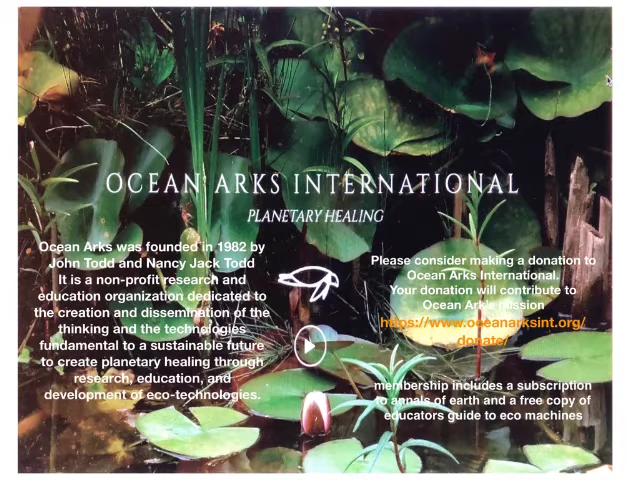 OCEAN ARKS INTERNATIONAL
PLANETARY HEALING
Ocean Arks was founded in 1982 by
John Todd and Nancy Jack Todd
It is a non-profit research and
education organization dedicated to
the creation and dissemination of the
thinking and the technologies
fundamental to a sustainable future
to create planetary healing through
research, education, and
development of eco-technologies.
Please consider making a donation to
Ocean Arks International.
Your donation will contribute to
Ocean Ark's mission
https://www.oceanarksint.org/
donate/
membership includes a subscription
to annals of earth and a free copy of
educators guide to eco machines